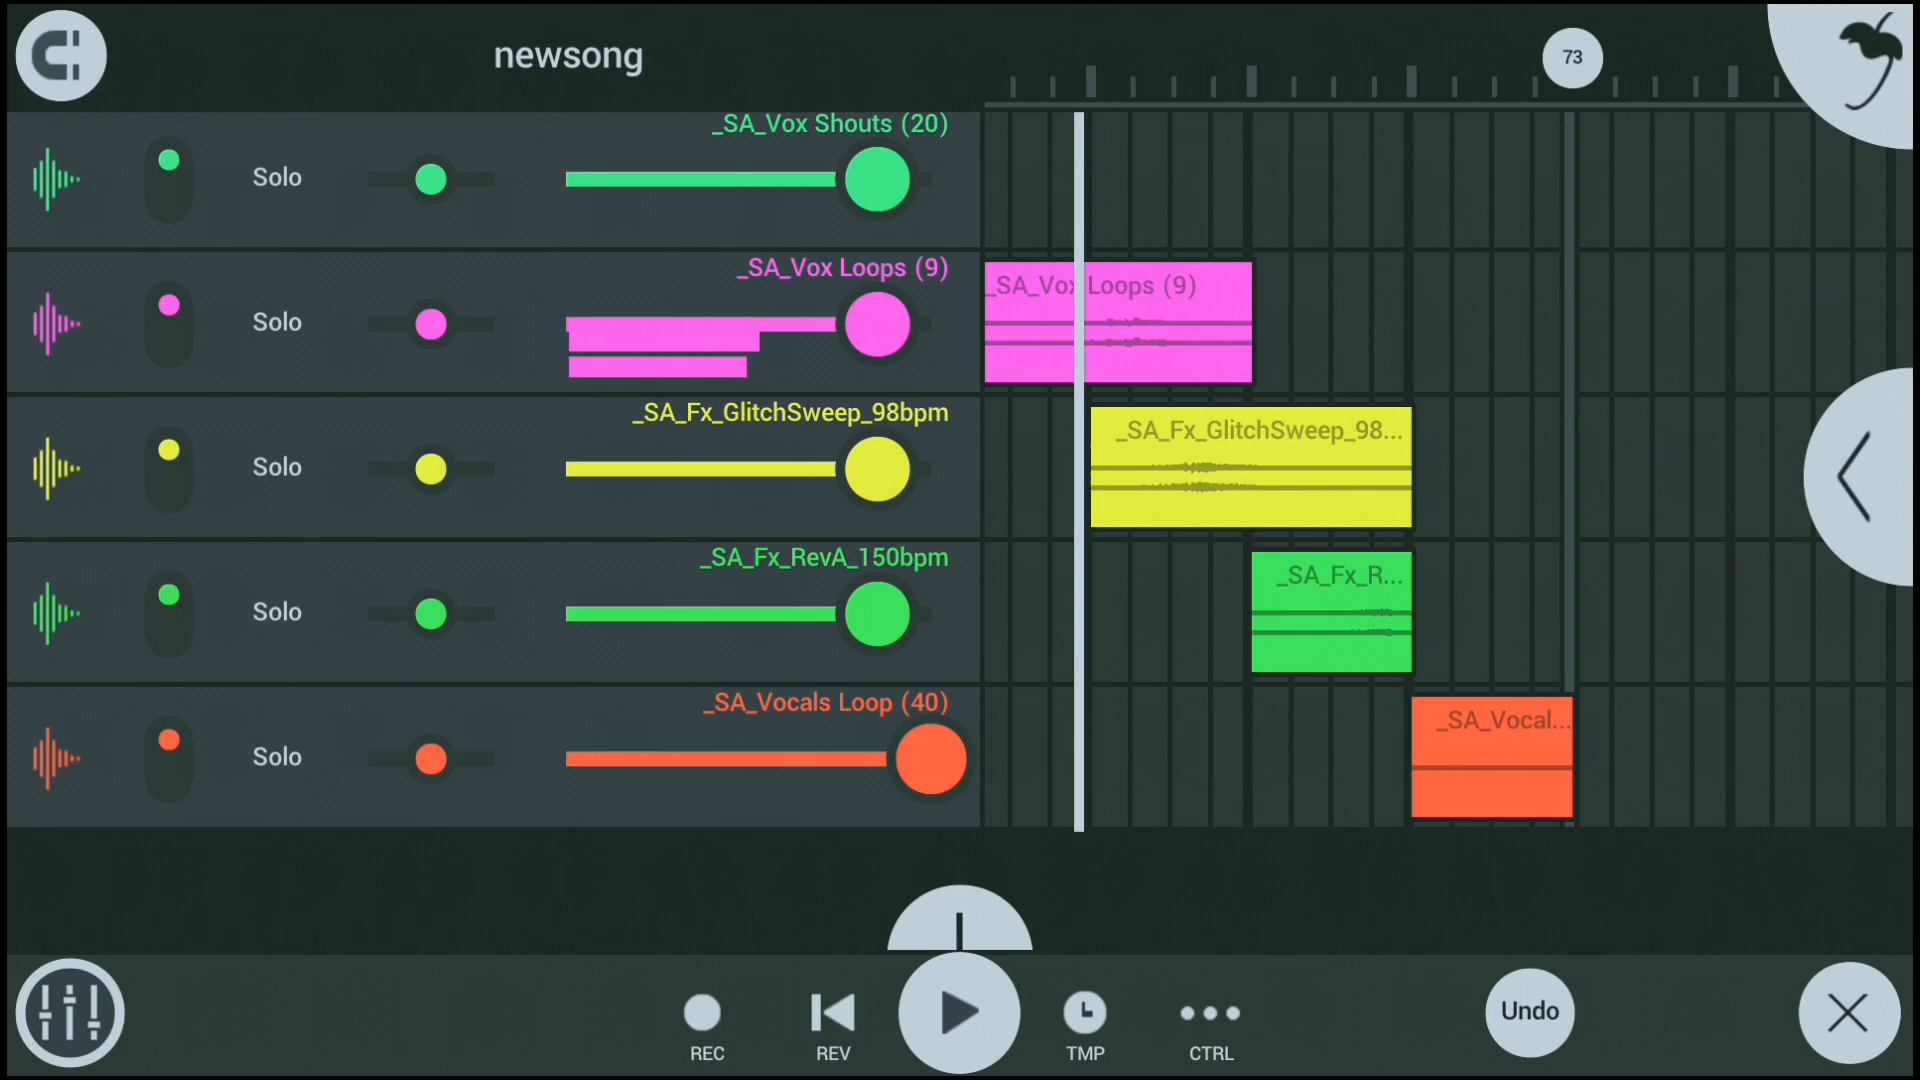 newsong
73
_SA_Vox Shouts (20)
Solo
_SA_Vox Loops (9)
Solo
_SA_Vox Loops (9)
_SA_Fx_GlitchSweep_98bpm
Solo
_SA_Fx_GlitchSweep_98...
_SA_Fx_RevA_150bpm
Solo
_SA_Fx_R...
_SA_Vocals Loop (40)
Solo
_SA_Vocal...
REC
REV
TMP
CTRL
Undo